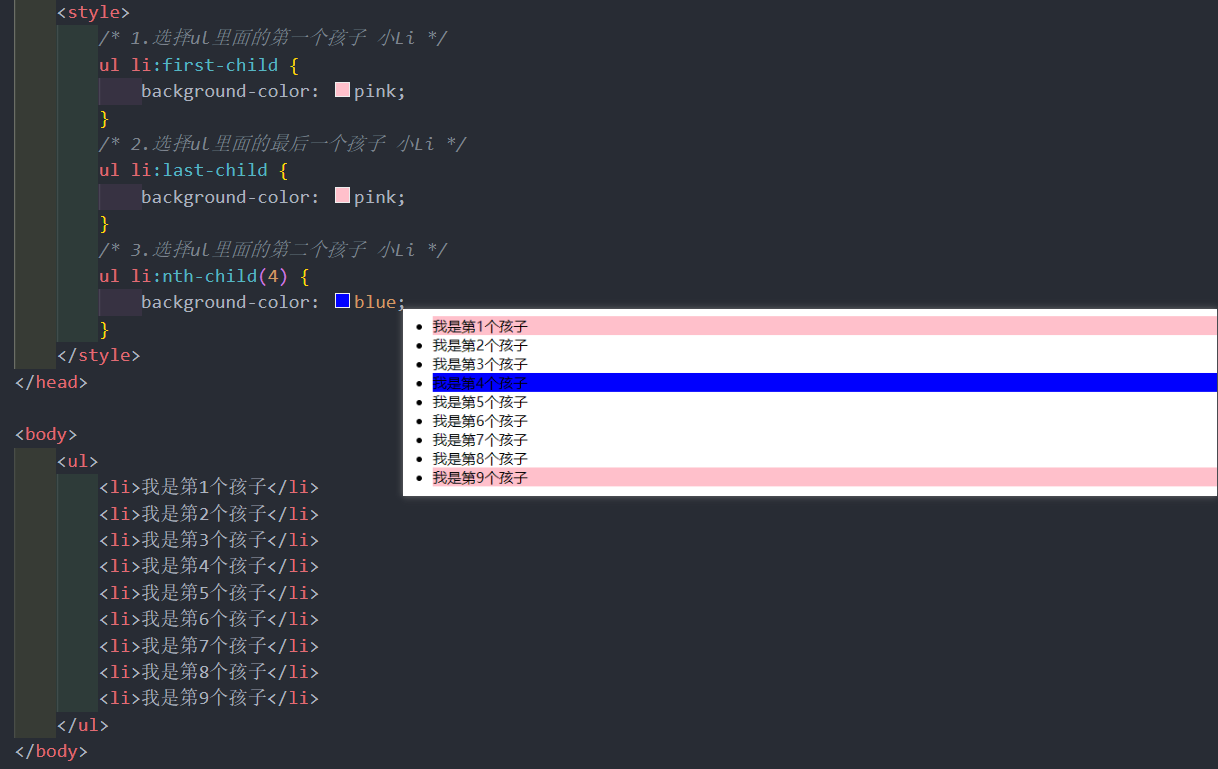 <style>
/* 1.选择ul里面的第一个孩子 小Li */
ul li:first-child {
background-color: pink;
}
/* 2.选择ul里面的最后一个孩子 小Li */
ul li:last-child {
background-color: pink;
}
/* 3.选择ul里面的第二个孩子 小Li */
ul li:nth-child(4) {
background-color: blue;
}
</style>
</head>
<body>
<ul>
<li>我是第1个孩子</li>
<li>我是第2个孩子</li>
<li>我是第3个孩子</li>
<li>我是第4个孩子</li>
<li>我是第5个孩子</li>
<li>我是第6个孩子</li>
<li>我是第7个孩子</li>
<li>我是第8个孩子</li>
<li>我是第9个孩子</li>
</ul>
</body>
我是第1个孩子
我是第2个孩子
我是第3个孩子
我是第4个孩子
我是第5个孩子
我是第6个孩子
我是第7个孩子
我是第8个孩子
我是第9个孩子